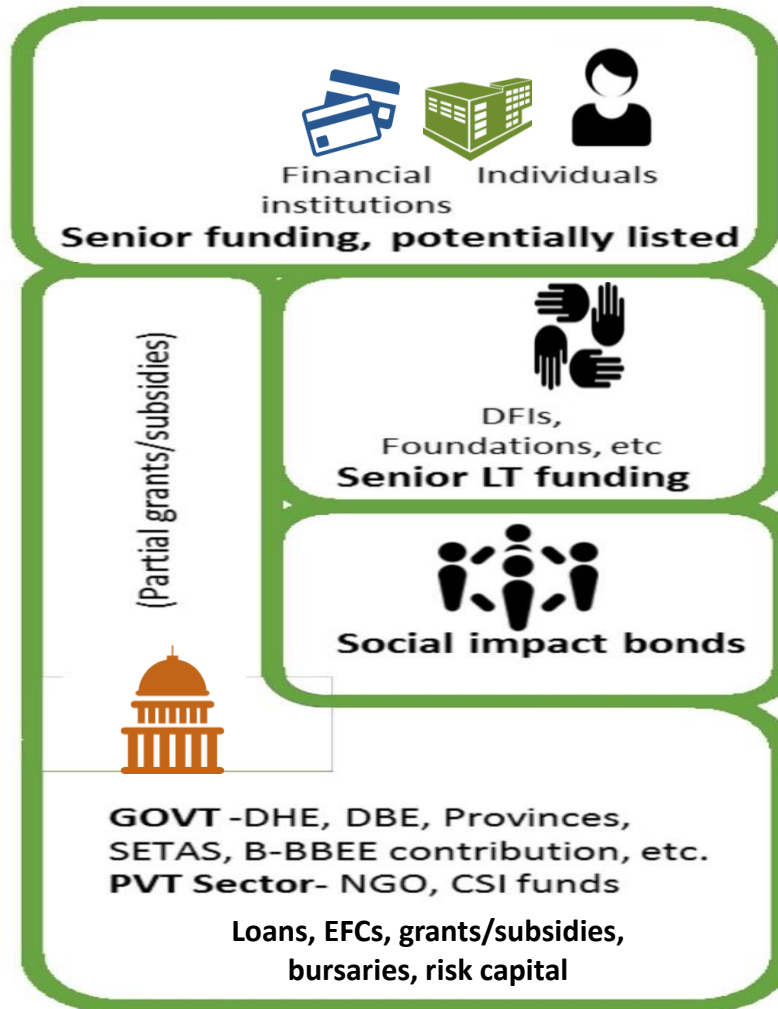 Financial Individuals
institutions
Senior funding, potentially listed
(Partial grants/subsidies)
DFIs,
Foundations, etc
Senior LT funding
Social impact bonds
GOVT -DHE, DBE, Provinces,
SETAS, B-BBEE contribution, etc.
PVT Sector- NGO, CSI funds
Loans, EFCs, grants/subsidies,
bursaries, risk capital